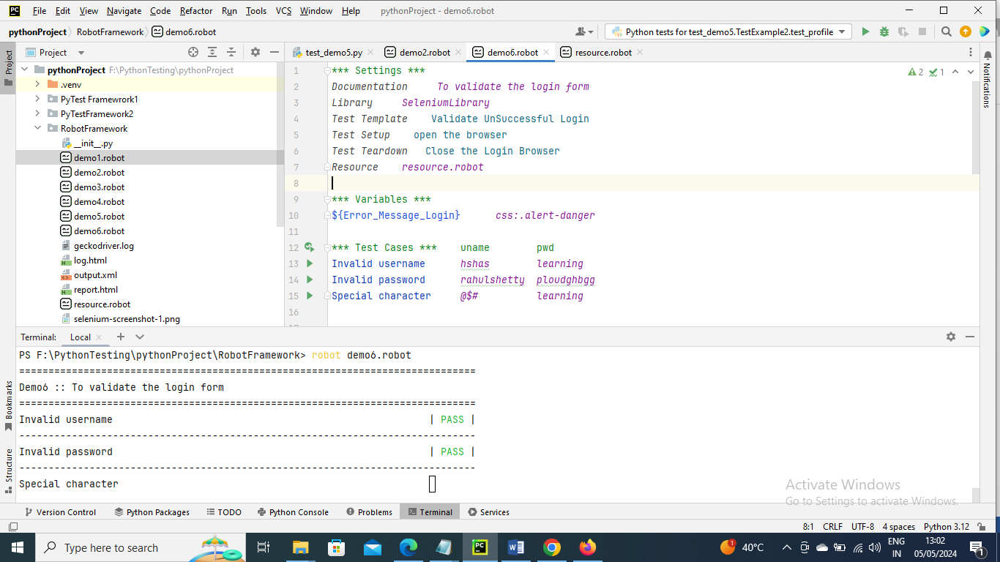 PC File Edit View Navigate Code Refactor Run Tools VCS Window Help pythonProject - demo6.robot
pythonProject RobotFramework demo6.robot Python tests for test_demo5.TestExample2.test_profile
Project test_demo5.py demo2.robot demo6.robot resource.robot
Project
Notifications
pythonProject F:\PythonTesting\pythonProject
.venv
PyTest Framewrork1
PyTestFramework2
RobotFramework
__init__.py
demo1.robot
demo2.robot
demo3.robot
demo4.robot
demo5.robot
demo6.robot
geckodriver.log
log.html
output.xml
report.html
resource.robot
selenium-screenshot-1.png
2 1
1 *** Settings ***
2 Documentation To validate the login form
3 Library SeleniumLibrary
4 Test Template Validate UnSuccessful Login
5 Test Setup open the browser
6 Test Teardown Close the Login Browser
7 Resource resource.robot
8
9 *** Variables ***
10 ${Error_Message_Login} css:.alert-danger
11
12 *** Test Cases *** uname pwd
13 Invalid username hshas learning
14 Invalid password rahulshetty ploudghbgg
15 Special character @$# learning
16
Terminal: Local
PS F:\PythonTesting\pythonProject\RobotFramework> robot demo6.robot
==============================================================================
Demo6 :: To validate the login form
==============================================================================
Invalid username | PASS |
------------------------------------------------------------------------------
Invalid password | PASS |
------------------------------------------------------------------------------
Special character
Bookmarks
Structure
Activate Windows
Go to Settings to activate Windows.
Version Control Python Packages TODO Python Console Problems Terminal Services
8:1 CRLF UTF-8 4 spaces Python 3.12
Type here to search PC W 1 40°C ENG 13:02
IN 05/05/2024 1